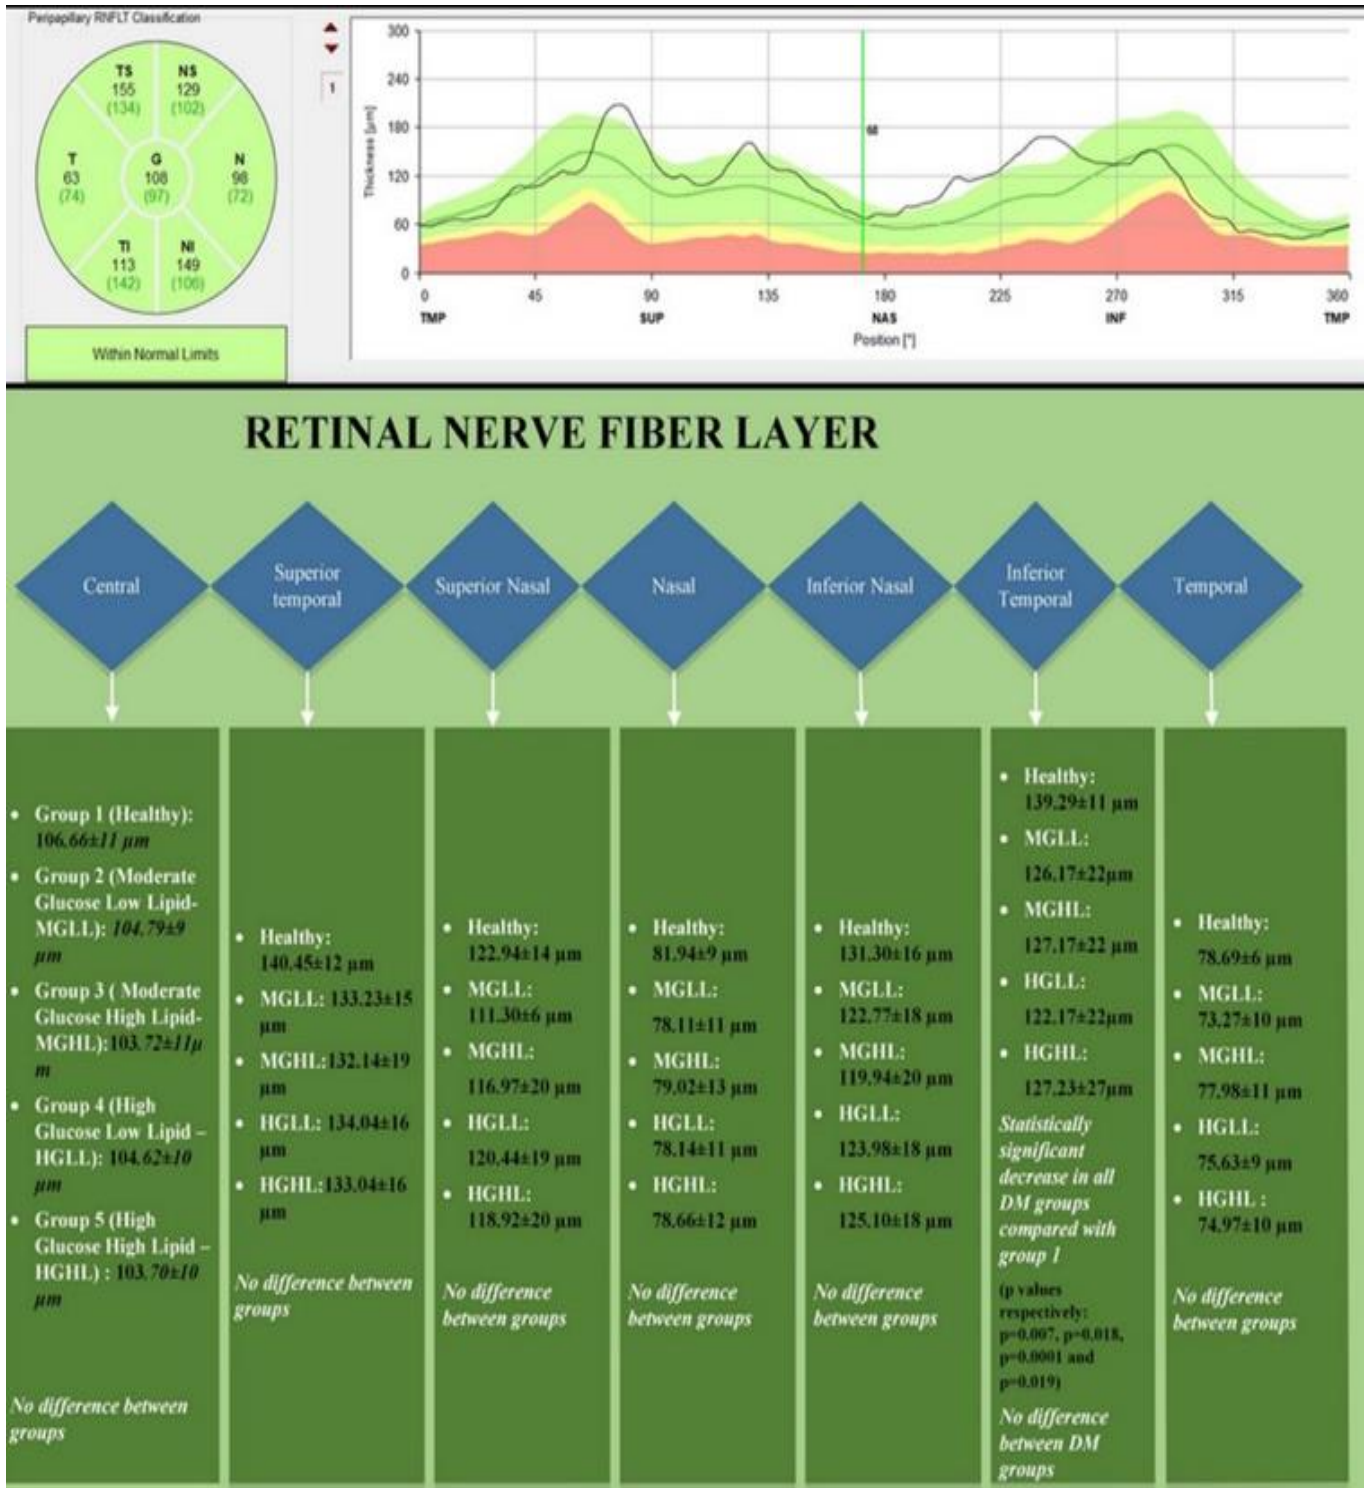 Peripapillary RNFLT Classification
TS
155
(134)
NS
129
(102)
T
63
(74)
G
108
(97)
N
98
(72)
TI
113
(142)
NI
149
(106)
Within Normal Limits
1
Thickness [µm]
300
240
180
120
60
0
68
0 45 90 135 180 225 270 315 360
TMP SUP NAS INF TMP
Position [°]
RETINAL NERVE FIBER LAYER
Central
Superior
temporal
Superior Nasal
Nasal
Inferior Nasal
Inferior
Temporal
Temporal
• Group 1 (Healthy):
106.66±11 µm
• Group 2 (Moderate
Glucose Low Lipid-
MGLL): 104.79±9
µm
• Group 3 ( Moderate
Glucose High Lipid-
MGHL):103.72±11µ
m
• Group 4 (High
Glucose Low Lipid –
HGLL): 104.62±10
µm
• Group 5 (High
Glucose High Lipid –
HGHL) : 103.70±10
µm
No difference between
groups
• Healthy:
140.45±12 µm
• MGLL: 133.23±15
µm
• MGHL:132.14±19
µm
• HGLL: 134.04±16
µm
• HGHL:133.04±16
µm
No difference between
groups
• Healthy:
122.94±14 µm
• MGLL:
111.30±6 µm
• MGHL:
116.97±20 µm
• HGLL:
120.44±19 µm
• HGHL:
118.92±20 µm
No difference
between groups
• Healthy:
81.94±9 µm
• MGLL:
78.11±11 µm
• MGHL:
79.02±13 µm
• HGLL:
78.14±11 µm
• HGHL:
78.66±12 µm
No difference
between groups
• Healthy:
131.30±16 µm
• MGLL:
122.77±18 µm
• MGHL:
119.94±20 µm
• HGLL:
123.98±18 µm
• HGHL:
125.10±18 µm
No difference
between groups
• Healthy:
139.29±11 µm
• MGLL:
126.17±22µm
• MGHL:
127.17±22 µm
• HGLL:
122.17±22µm
• HGHL:
127.23±27µm
Statistically
significant
decrease in all
DM groups
compared with
group 1
(p values
respectively:
p=0.007, p=0.018,
p=0.0001 and
p=0.019)
No difference
between DM
groups
• Healthy:
78.69±6 µm
• MGLL:
73.27±10 µm
• MGHL:
77.98±11 µm
• HGLL:
75.63±9 µm
• HGHL :
74.97±10 µm
No difference
between groups